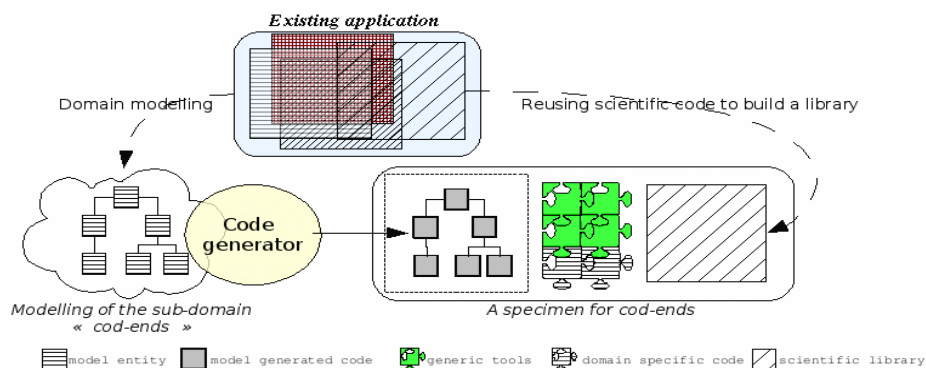 Existing application
Domain modelling
Reusing scientific code to build a library
Code
generator
Modelling of the sub-domain
« cod-ends »
A specimen for cod-ends
model entity
model generated code
generic tools
domain specific code
scientific library